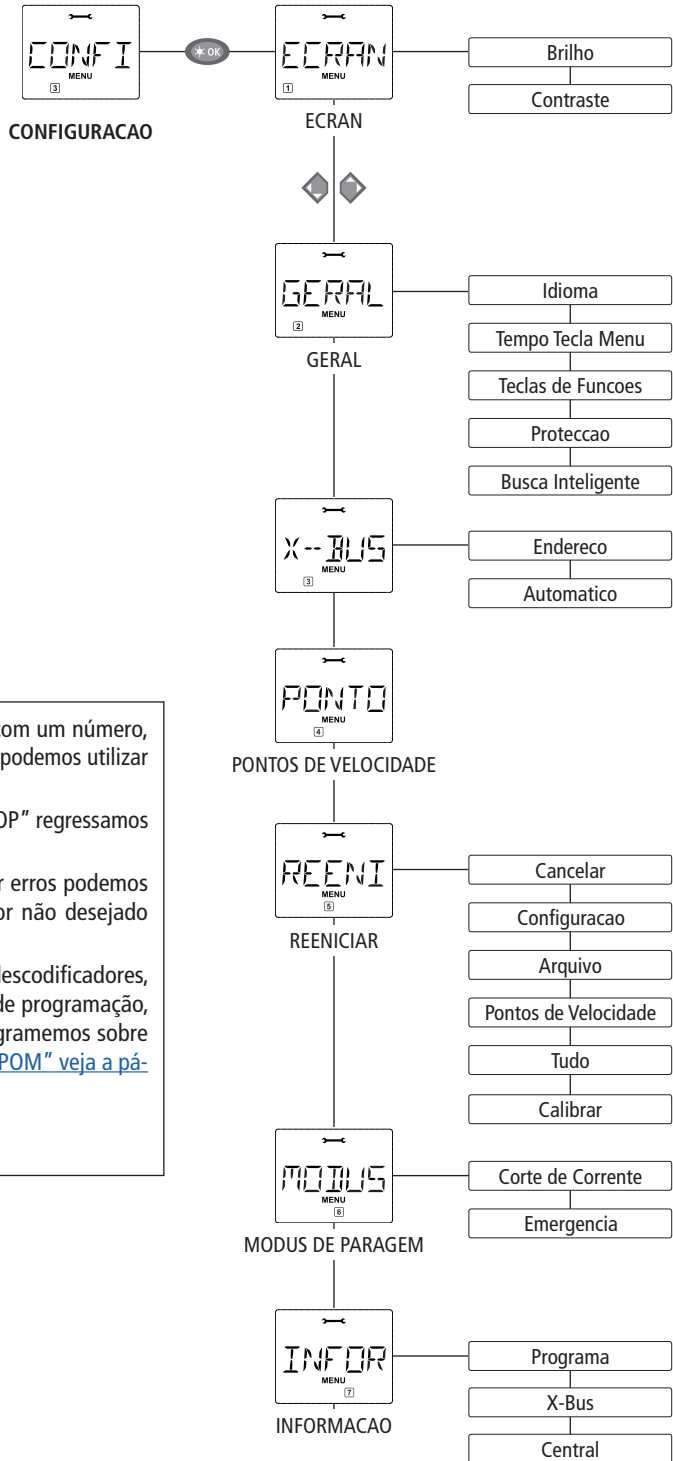 CONFI
MENU
3
CONFIGURACAO
OK
ECRAN
MENU
1
ECRAN
Brilho
Contraste
GERAL
MENU
2
GERAL
Idioma
Tempo Tecla Menu
Teclas de Funcoes
Proteccao
Busca Inteligente
X--BUS
MENU
3
Endereco
Automatico
PONTO
MENU
4
PONTOS DE VELOCIDADE
com um número,
podemos utilizar
OP" regressamos
r erros podemos
or não desejado
descodificadores,
de programação,
gramemos sobre
POM" veja a pá-
REENI
MENU
5
REENICIAR
Cancelar
Configuracao
Arquivo
Pontos de Velocidade
Tudo
Calibrar
MODUS
MENU
6
MODUS DE PARAGEM
Corte de Corrente
Emergencia
INFOR
MENU
7
INFORMACAO
Programa
X-Bus
Central